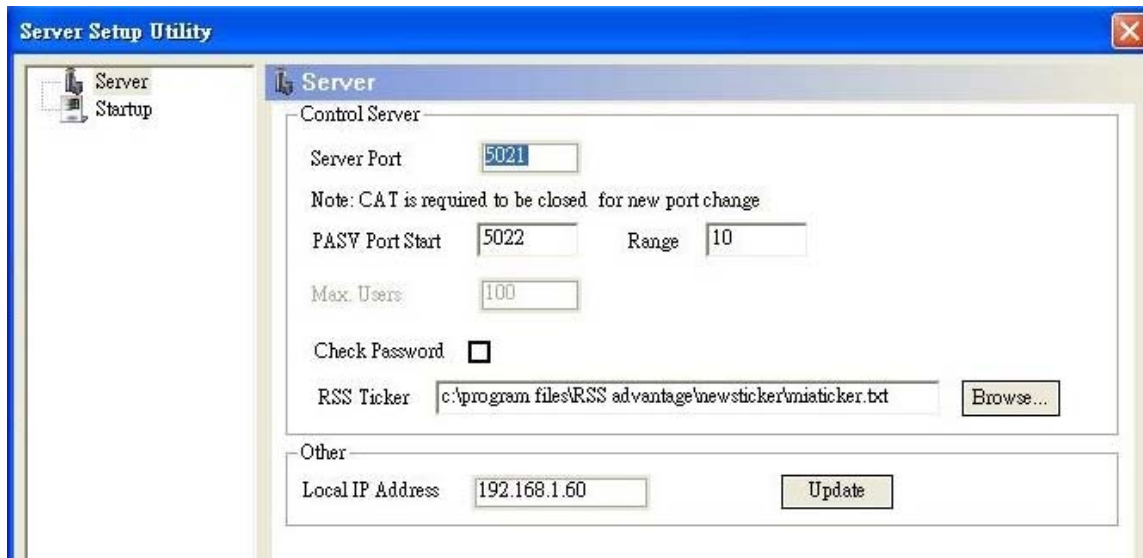 Server Setup Utility
Server
Startup
Server
Control Server
Server Port 5021
Note: CAT is required to be closed for new port change
PASV Port Start 5022 Range 10
Max. Users 100
Check Password
RSS Ticker c:\program files\RSS advantage\newsticker\miaticker.txt Browse...
Other
Local IP Address 192.168.1.60 Update